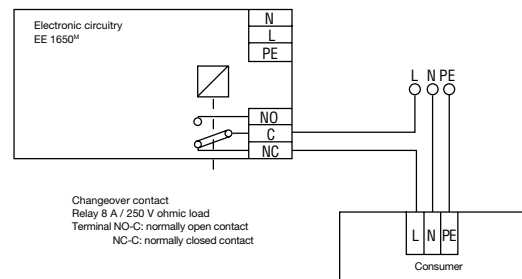 Electronic circuitry
EE 1650ᴹ
N
L
PE
L N PE
NO
C
NC
Changeover contact
Relay 8 A / 250 V ohmic load
Terminal NO-C: normally open contact
NC-C: normally closed contact
L N PE
Consumer